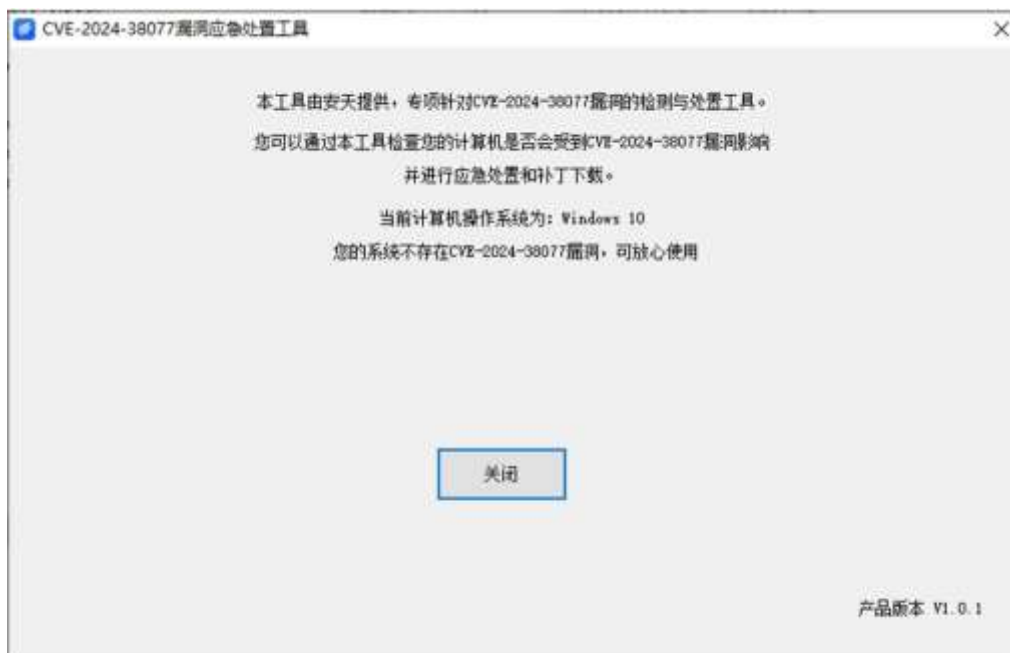 CVE-2024-38077漏洞应急处置工具
本工具由安天提供，专项针对CVE-2024-38077漏洞的检测与处置工具。
您可以通过本工具检查您的计算机是否会受到CVE-2024-38077漏洞影响
并进行应急处置和补丁下载。
当前计算机操作系统为：Windows 10
您的系统不存在CVE-2024-38077漏洞，可放心使用
关闭
产品版本 V1.0.1